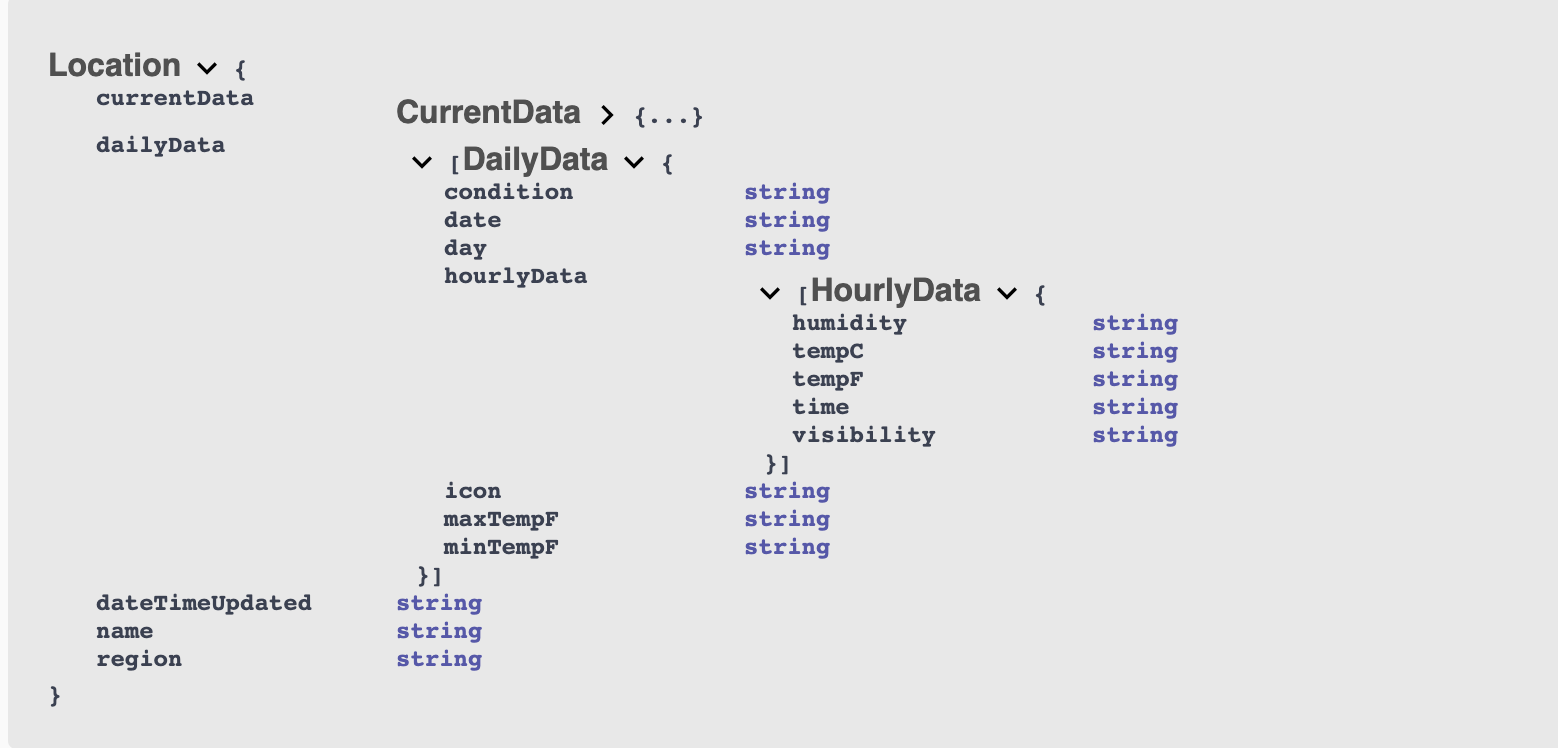 Location {
currentData CurrentData {...}
dailyData [DailyData {
condition string
date string
day string
hourlyData [HourlyData {
humidity string
tempC string
tempF string
time string
visibility string
}]
icon string
maxTempF string
minTempF string
}]
dateTimeUpdated string
name string
region string
}